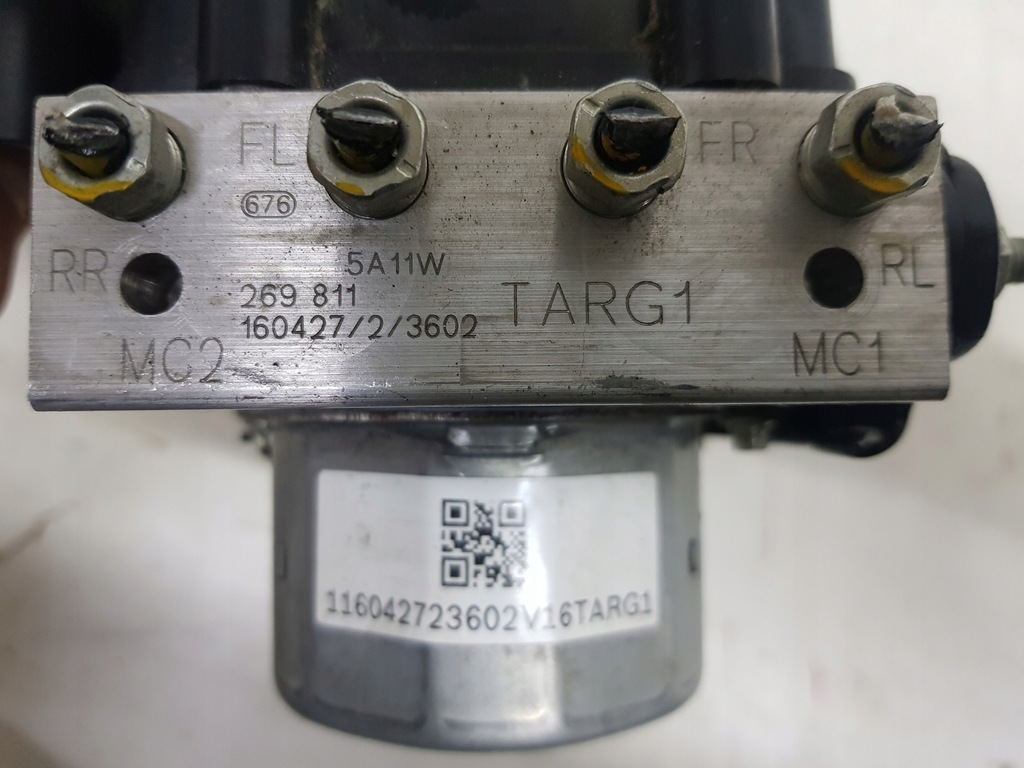 FL
FR
676
RR
5A11W
RL
269 811
160427/2/3602
TARG1
MC2
MC1
116042723602V16TARG1